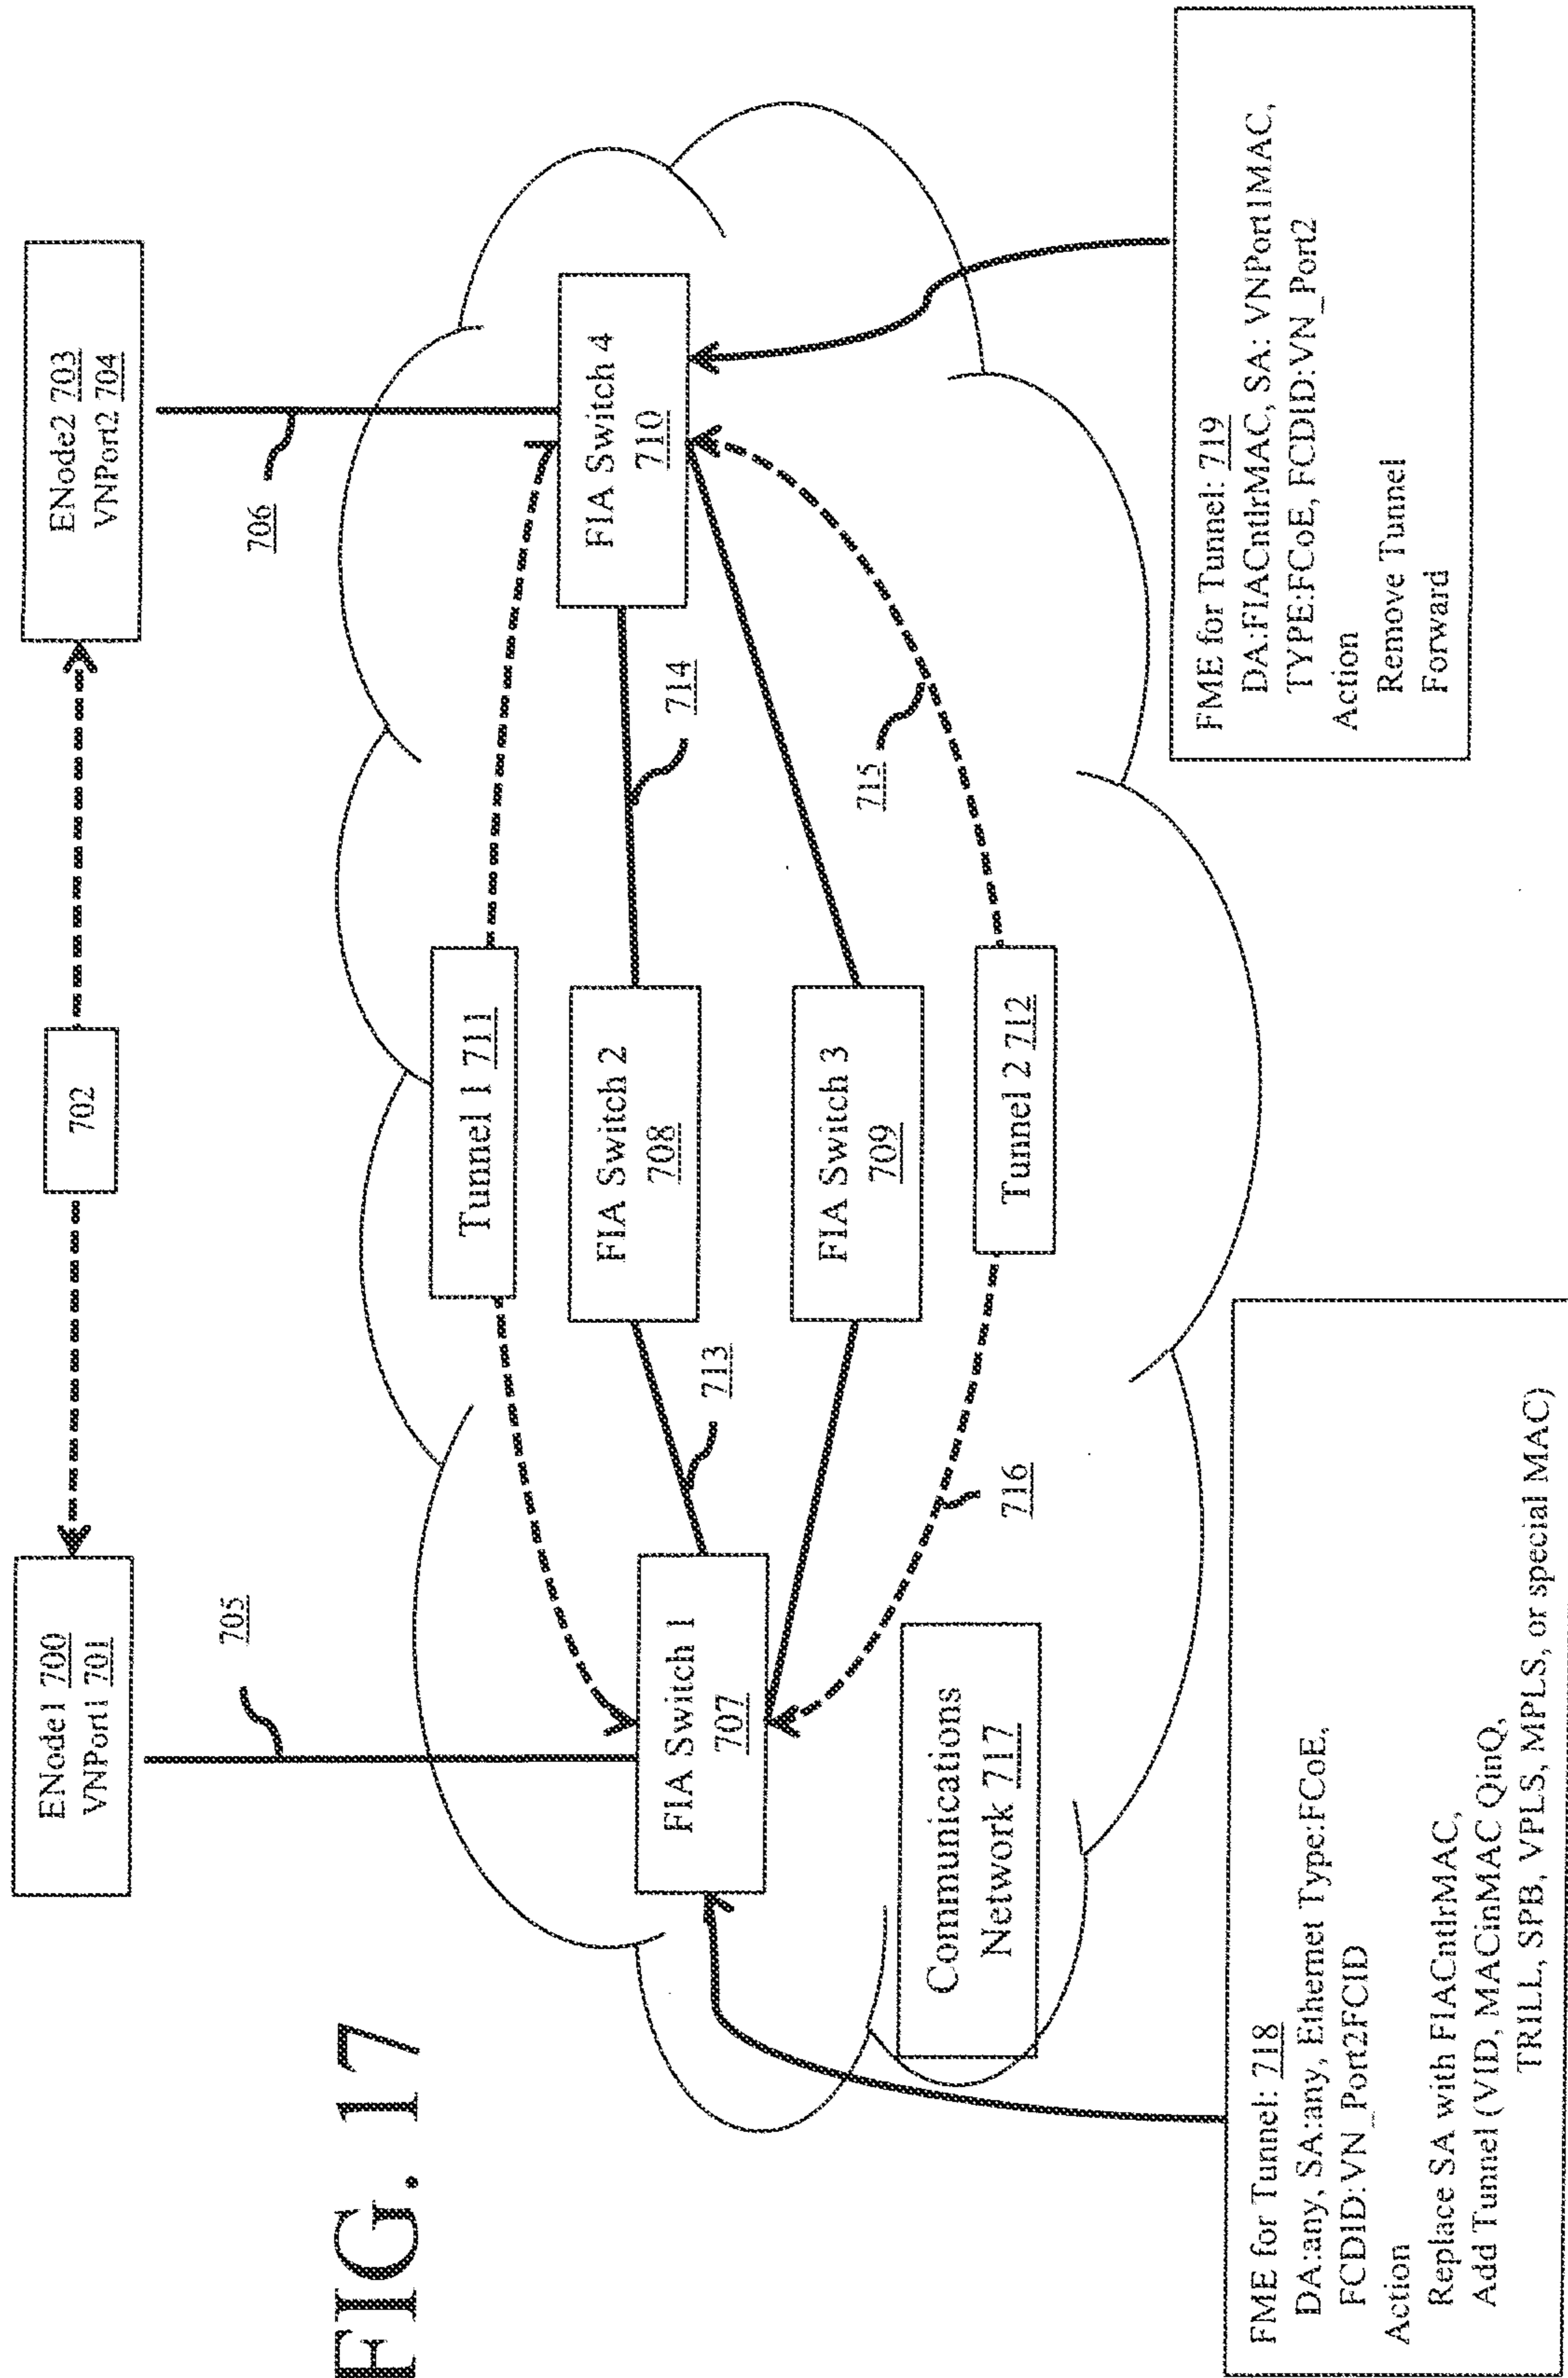 FIG. 17
ENode1 700
VNPort1 701
702
ENode2 703
VNPort2 704
705
706
Tunnel 1 711
FIA Switch 1
707
FIA Switch 2
708
FIA Switch 4
710
713
714
FIA Switch 3
709
Tunnel 2 712
715
716
Communications
Network 717
FME for Tunnel: 718
DA:any, SA:any, Ethernet Type:FCoE,
FCDID:VN_Port2FCID
Action
Replace SA with FIACntlrMAC,
Add Tunnel (VID, MACinMAC QinQ,
TRILL, SPB, VPLS, MPLS, or special MAC)
FME for Tunnel: 719
DA:FIACntlrMAC, SA: VNPort1MAC,
TYPE:FCoE, FCDID:VN_Port2
Action
Remove Tunnel
Forward